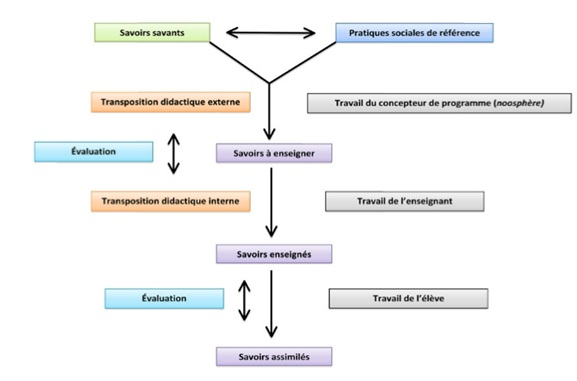 Savoirs savants
Pratiques sociales de référence
Transposition didactique externe
Travail du concepteur de programme (noosphère)
Évaluation
Savoirs à enseigner
Transposition didactique interne
Travail de l'enseignant
Savoirs enseignés
Évaluation
Travail de l'élève
Savoirs assimilés